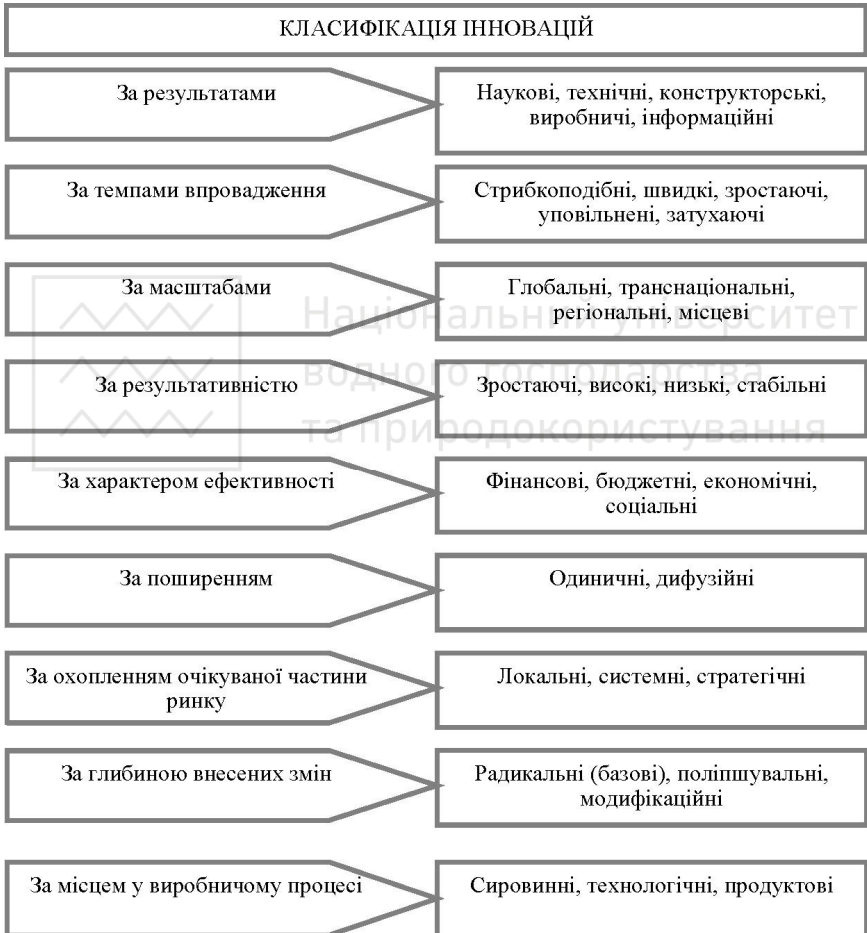 КЛАСИФІКАЦІЯ ІННОВАЦІЙ
За результатами
Наукові, технічні, конструкторські,
виробничі, інформаційні
За темпами впровадження
Стрибкоподібні, швидкі, зростаючі,
уповільнені, затухаючі
За масштабами
Глобальні, транснаціональні,
регіональні, місцеві
Національний університет
водного господарства
та природокористування
За результативністю
Зростаючі, високі, низькі, стабільні
За характером ефективності
Фінансові, бюджетні, економічні,
соціальні
За поширенням
Одиничні, дифузійні
За охопленням очікуваної частини
ринку
Локальні, системні, стратегічні
За глибиною внесених змін
Радикальні (базові), поліпшувальні,
модифікаційні
За місцем у виробничому процесі
Сировинні, технологічні, продуктові